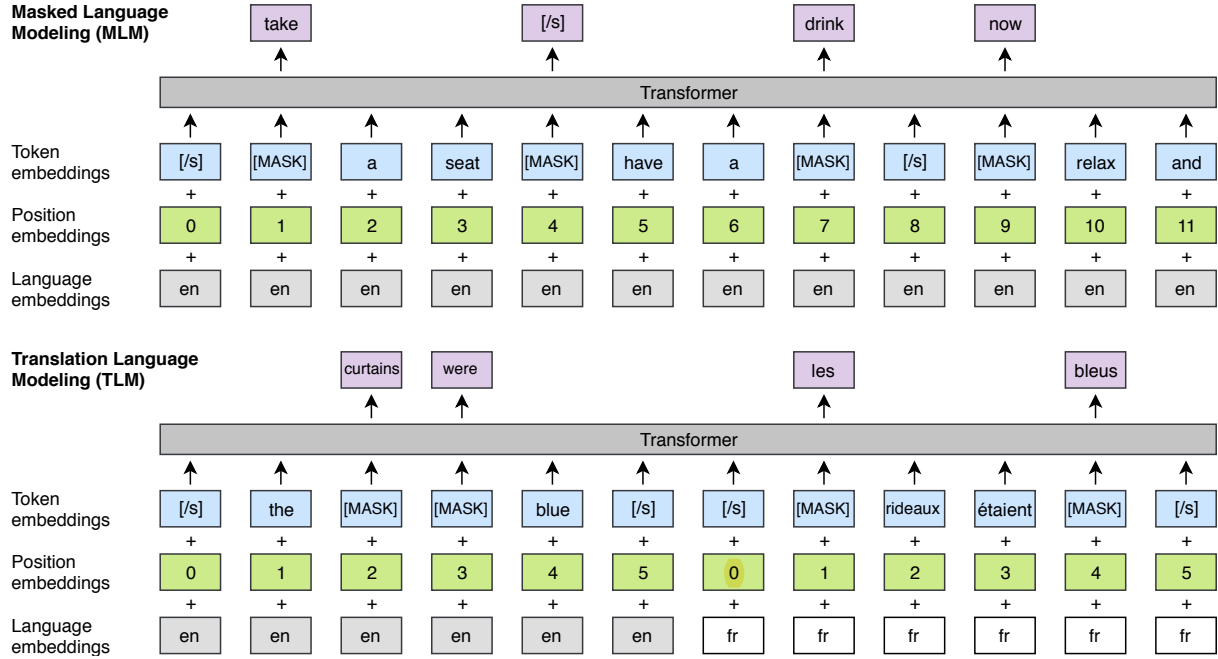 Masked Language
Modeling (MLM)
take [/s] drink now
Transformer
Token
embeddings
[/s] [MASK] a seat [MASK] have a [MASK] [/s] [MASK] relax and
+ + + + + + + + + + + +
Position
embeddings
0 1 2 3 4 5 6 7 8 9 10 11
+ + + + + + + + + + + +
Language
embeddings
en en en en en en en en en en en en
Translation Language
Modeling (TLM)
curtains were les bleus
Transformer
Token
embeddings
[/s] the [MASK] [MASK] blue [/s] [/s] [MASK] rideaux étaient [MASK] [/s]
+ + + + + + + + + + + +
Position
embeddings
0 1 2 3 4 5 0 1 2 3 4 5
+ + + + + + + + + + + +
Language
embeddings
en en en en en en fr fr fr fr fr fr